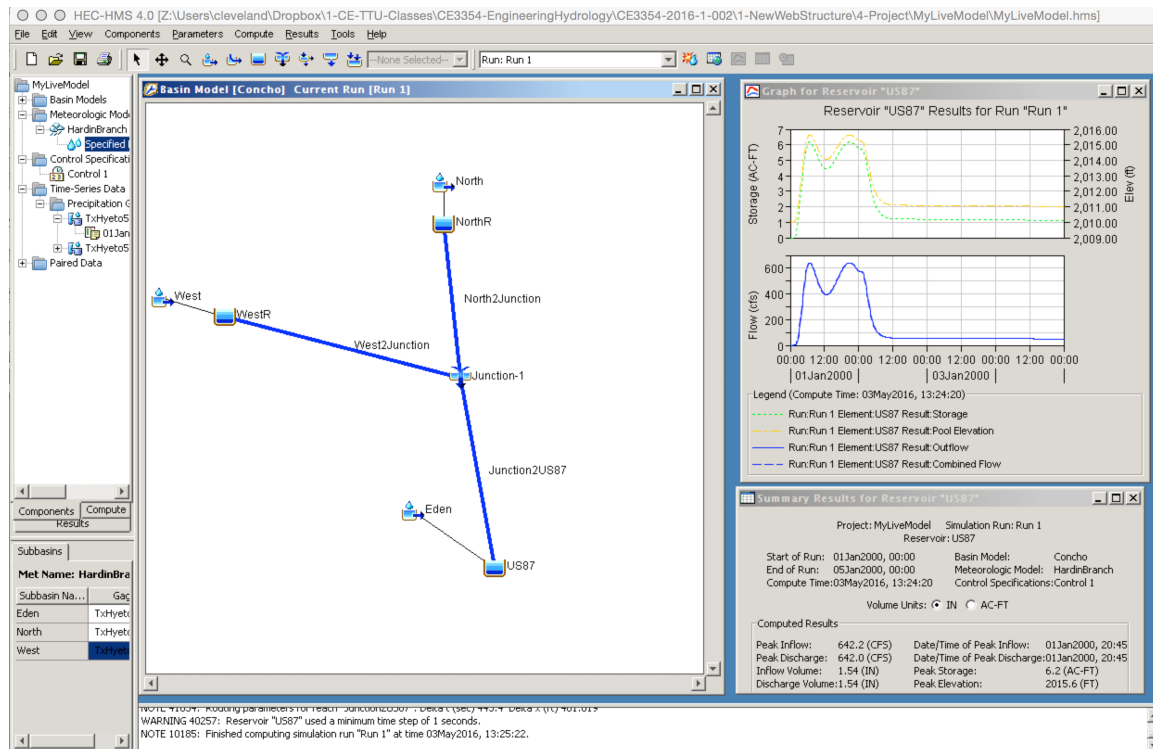 HEC-HMS 4.0 [Z:\Users\cleveland\Dropbox\1-CE-TTU-Classes\CE3354-EngineeringHydrology\CE3354-2016-1-002\1-NewWebStructure\4-Project\MyLiveModel\MyLiveModel.hms]
File Edit View Components Parameters Compute Results Tools Help
--None Selected-- Run: Run 1
MyLiveModel
Basin Models
Meteorologic Mod
HardinBranch
Specified
Control Specificati
Control 1
Time-Series Data
Precipitation G
TxHyeto5
01Jan
TxHyeto5
Paired Data
Components Compute
Results
Subbasins
Met Name: HardinBra
Subbasin Na... Gag
Eden TxHyet
North TxHyet
West TxHyet
Basin Model [Concho] Current Run [Run 1]
North
NorthR
North2Junction
West
WestR
West2Junction
Junction-1
Junction2US87
Eden
US87
Graph for Reservoir "US87"
Reservoir "US87" Results for Run "Run 1"
Storage (AC-FT)
7
6
5
4
3
2
1
0
2,016.00
2,015.00
2,014.00
2,013.00
2,012.00
2,011.00
2,010.00
2,009.00
Elev (ft)
Flow (cfs)
600
400
200
0
00:00 12:00 00:00 12:00 00:00 12:00 00:00 12:00 00:00
01Jan2000 03Jan2000
Legend (Compute Time: 03May2016, 13:24:20)
Run:Run 1 Element:US87 Result:Storage
Run:Run 1 Element:US87 Result:Pool Elevation
Run:Run 1 Element:US87 Result:Outflow
Run:Run 1 Element:US87 Result:Combined Flow
Summary Results for Reservoir "US87"
Project: MyLiveModel Simulation Run: Run 1
Reservoir: US87
Start of Run: 01Jan2000, 00:00 Basin Model: Concho
End of Run: 05Jan2000, 00:00 Meteorologic Model: HardinBranch
Compute Time:03May2016, 13:24:20 Control Specifications:Control 1
Volume Units: IN AC-FT
Computed Results
Peak Inflow: 642.2 (CFS) Date/Time of Peak Inflow: 01Jan2000, 20:45
Peak Discharge: 642.0 (CFS) Date/Time of Peak Discharge:01Jan2000, 20:45
Inflow Volume: 1.54 (IN) Peak Storage: 6.2 (AC-FT)
Discharge Volume:1.54 (IN) Peak Elevation: 2015.6 (FT)
WARNING 40257: Reservoir "US87" used a minimum time step of 1 seconds.
NOTE 10185: Finished computing simulation run "Run 1" at time 03May2016, 13:25:22.